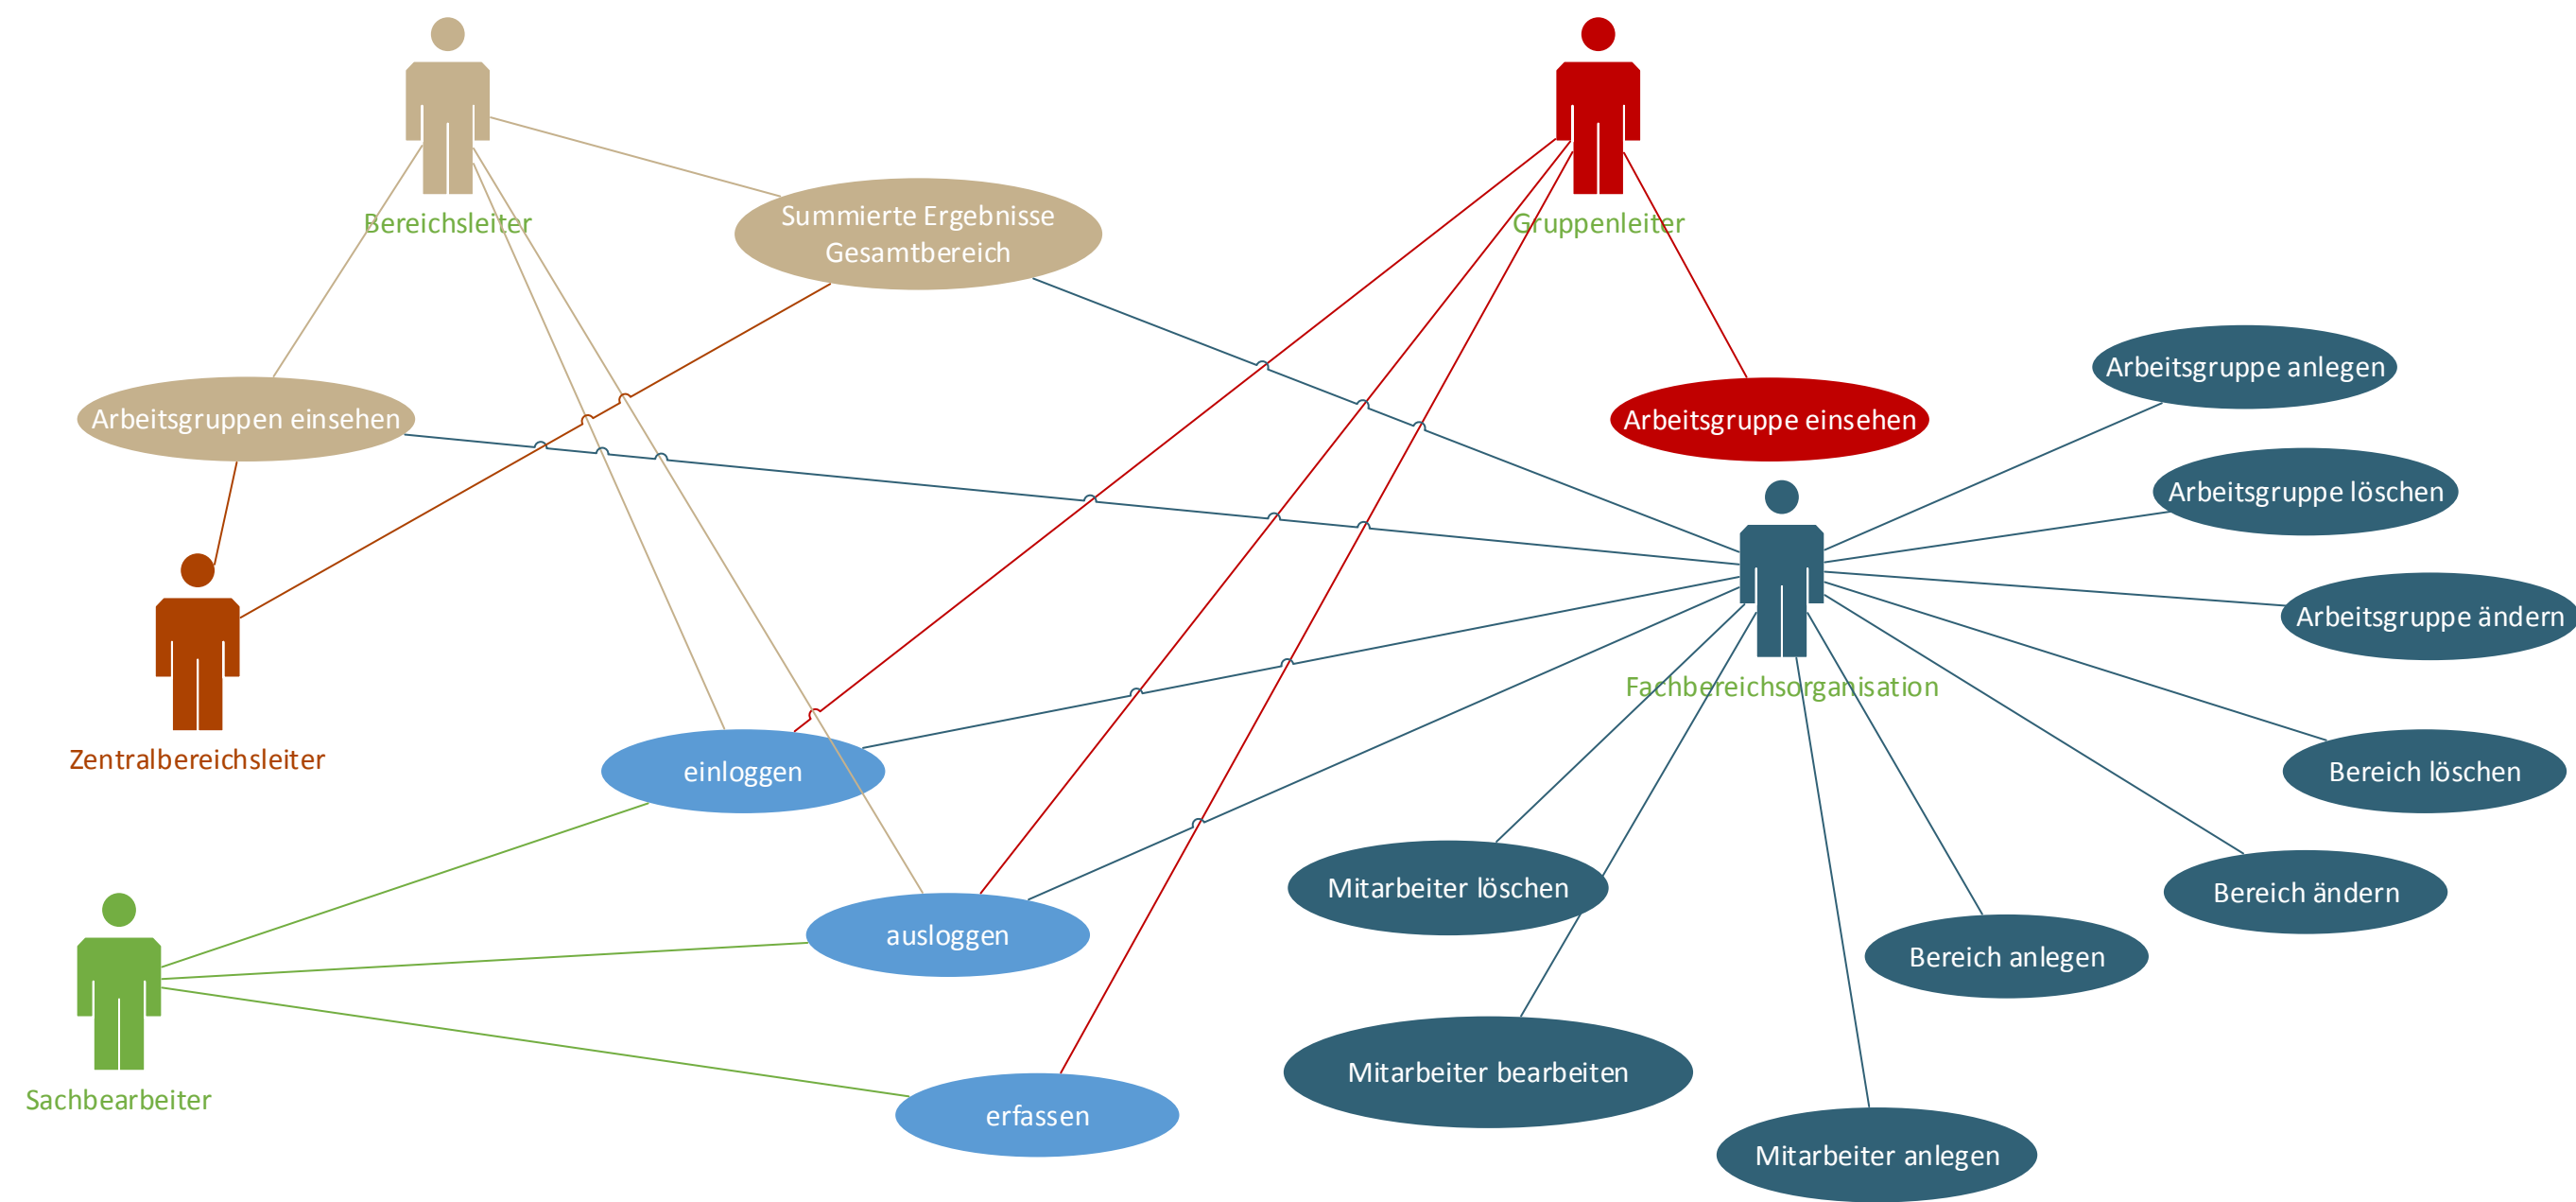 Bereichsleiter
Summierte Ergebnisse
Gesamtbereich
Gruppenleiter
Arbeitsgruppen einsehen
Arbeitsgruppe einsehen
Arbeitsgruppe anlegen
Arbeitsgruppe löschen
Arbeitsgruppe ändern
Fachbereichsorganisation
Zentralbereichsleiter
einloggen
Bereich löschen
Mitarbeiter löschen
Bereich ändern
ausloggen
Bereich anlegen
Mitarbeiter bearbeiten
Sachbearbeiter
erfassen
Mitarbeiter anlegen